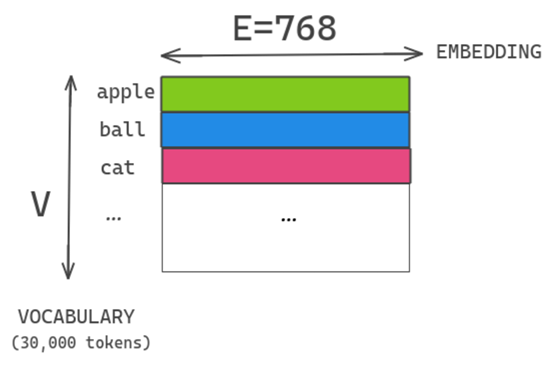 E=768
EMBEDDING
apple
ball
cat
V
... ...
VOCABULARY
(30,000 tokens)